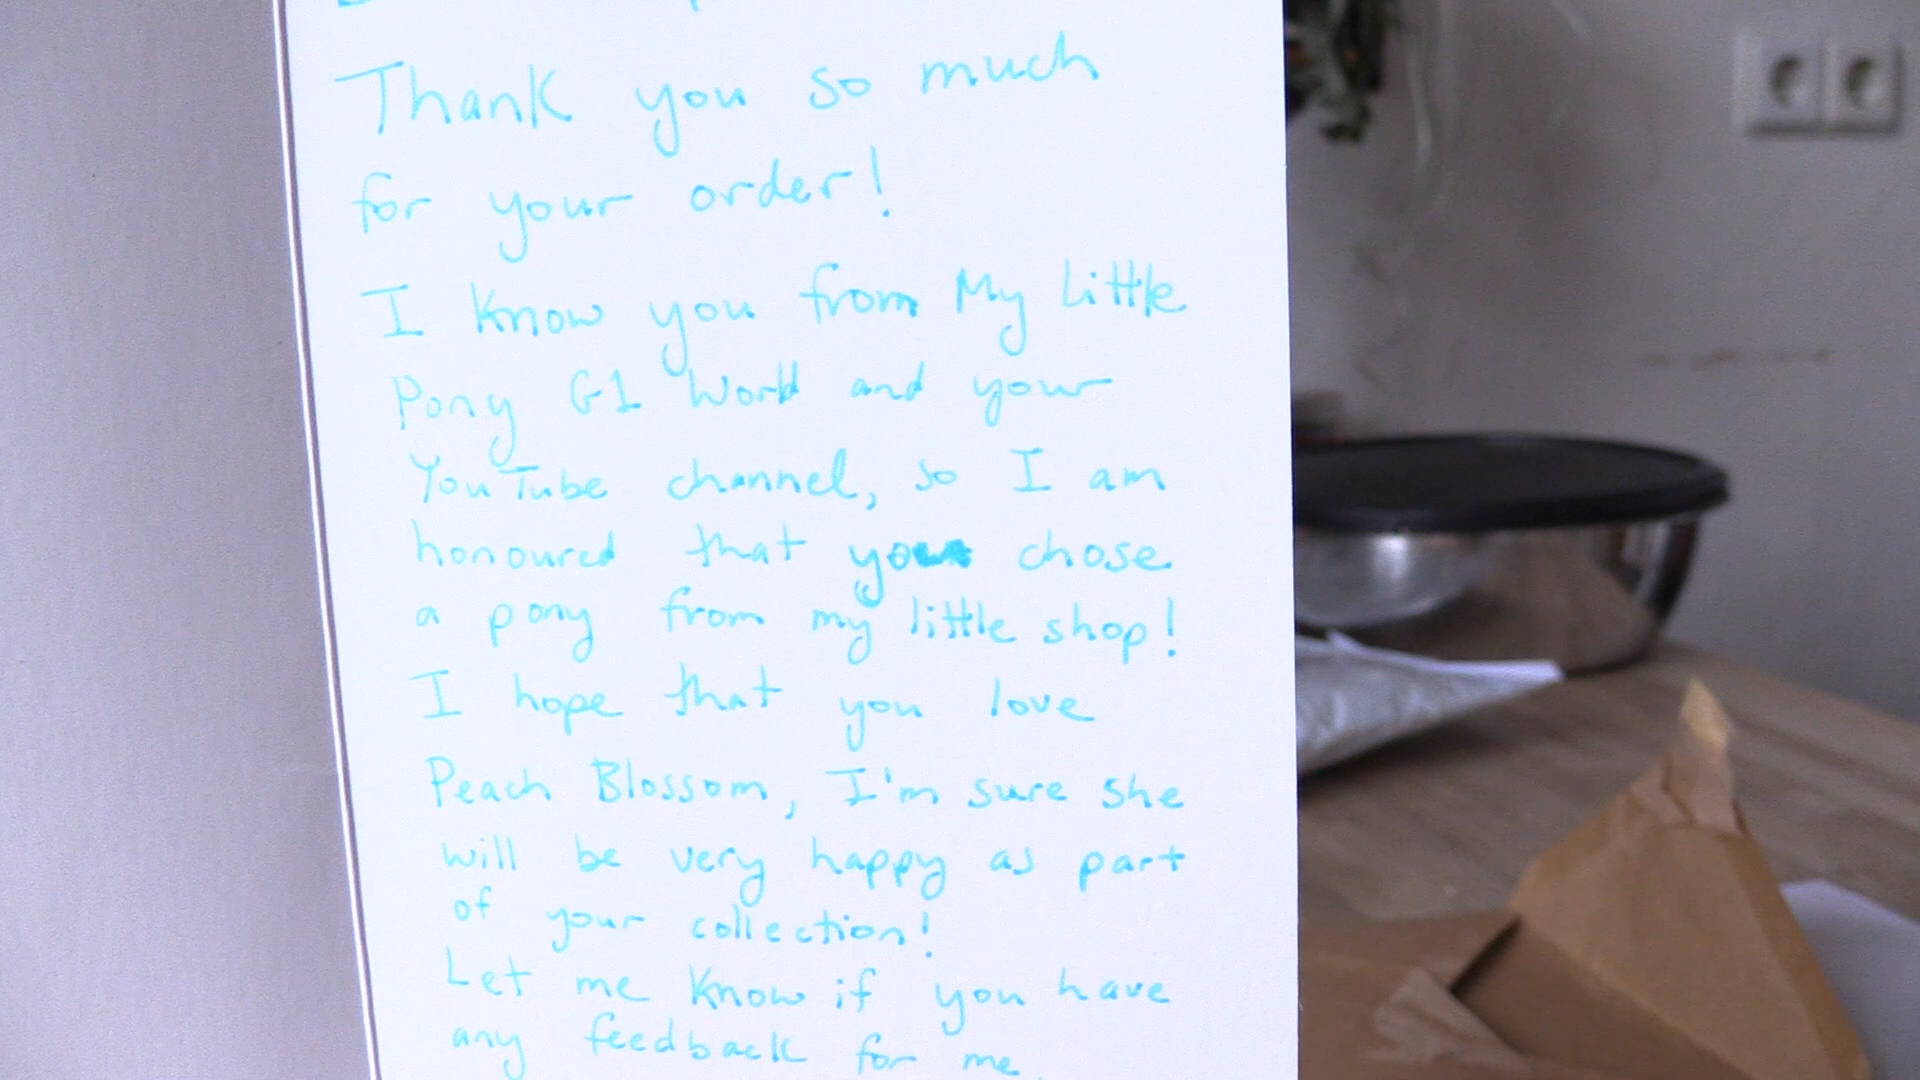 Thank you so much
for your order!
I know you from My Little
Pony G1 World and your
YouTube channel, so I am
honoured that you chose
a pony from my little shop!
I hope that you love
Peach Blossom, I'm sure she
will be very happy as part
of your collection!
Let me know if you have
any feedback for me.